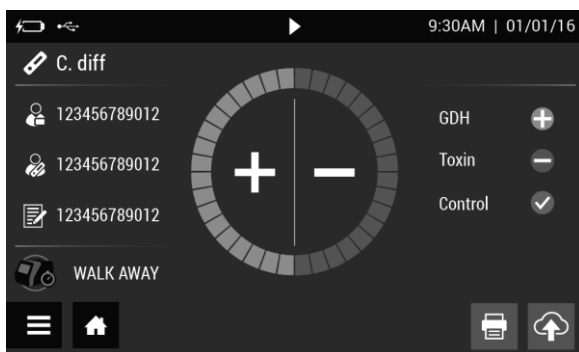 9:30AM | 01/01/16
C. diff
123456789012
123456789012
123456789012
WALK AWAY
GDH
Toxin
Control